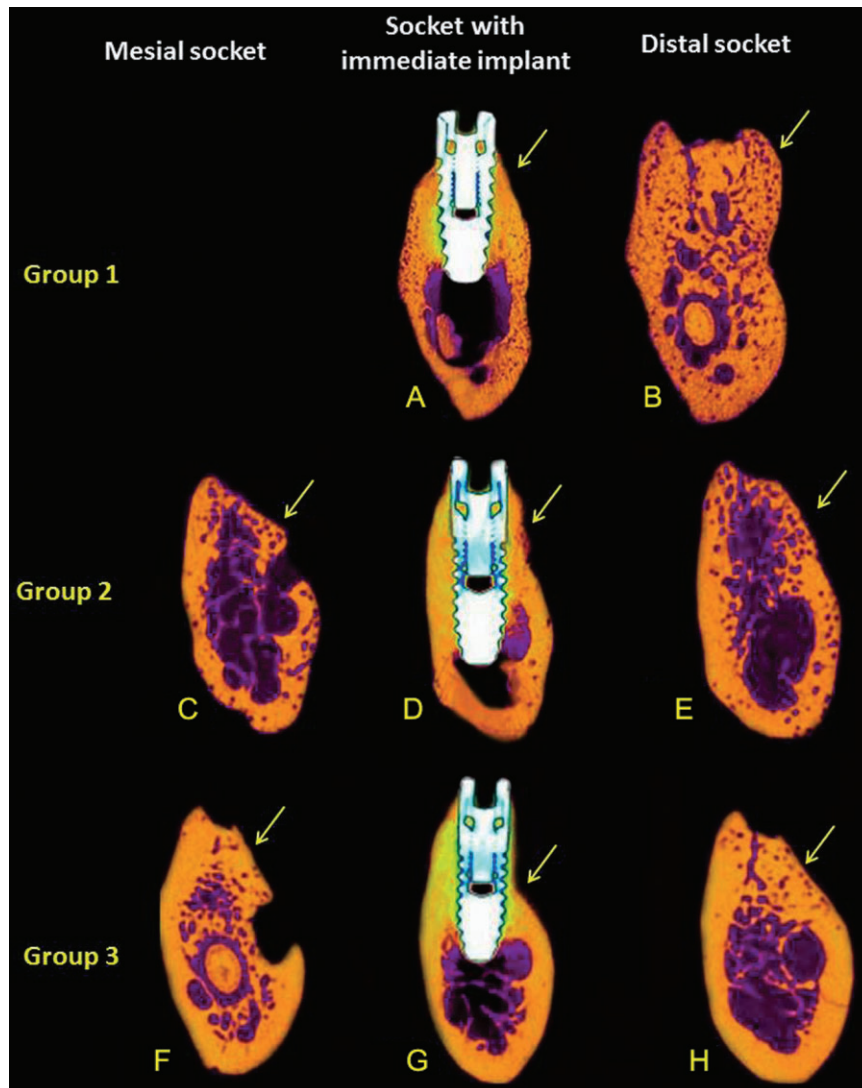 Mesial socket
Socket with
immediate implant
Distal socket
Group 1
A
B
Group 2
C
D
E
Group 3
F
G
H